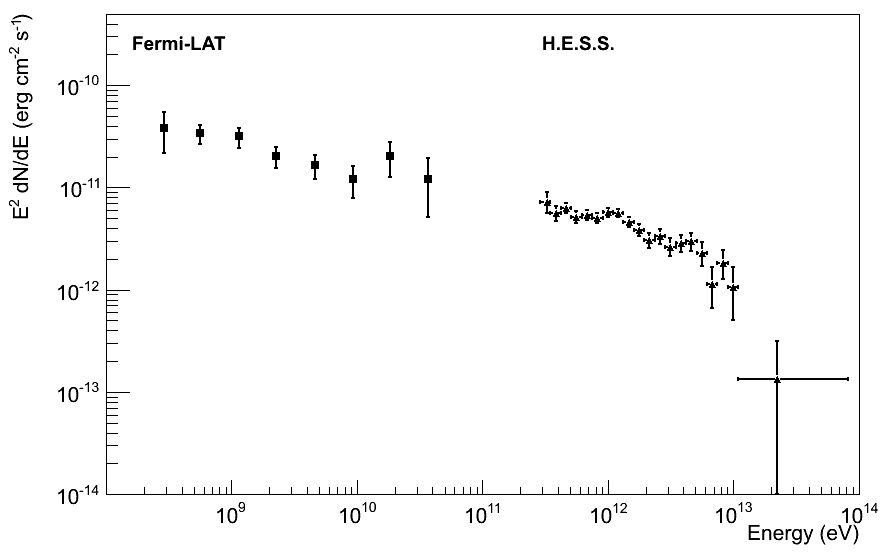 E² dN/dE (erg cm⁻² s⁻¹)
Fermi-LAT
H.E.S.S.
10⁻¹⁰
10⁻¹¹
10⁻¹²
10⁻¹³
10⁻¹⁴
10⁹ 10¹⁰ 10¹¹ 10¹² 10¹³ 10¹⁴
Energy (eV)